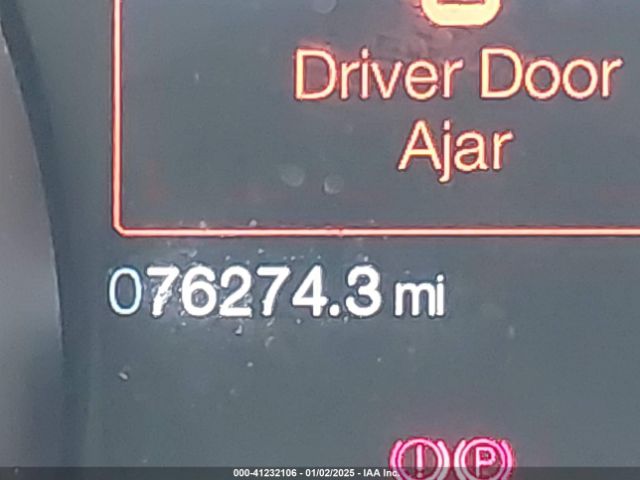 Driver Door
Ajar
076274.3 mi
! P
000-41232106 - 01/02/2025 - IAA Inc.